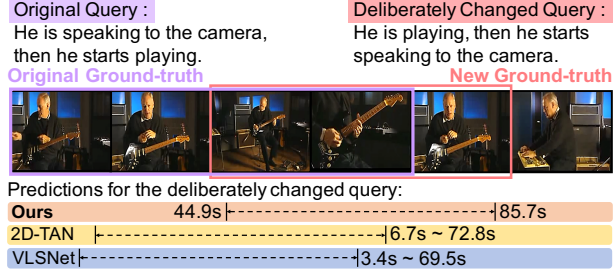 Original Query :
He is speaking to the camera,
then he starts playing.
Deliberately Changed Query :
He is playing, then he starts
speaking to the camera.
Original Ground-truth
New Ground-truth
Predictions for the deliberately changed query:
Ours 44.9s 85.7s
2D-TAN 6.7s ~ 72.8s
VLSNet 3.4s ~ 69.5s